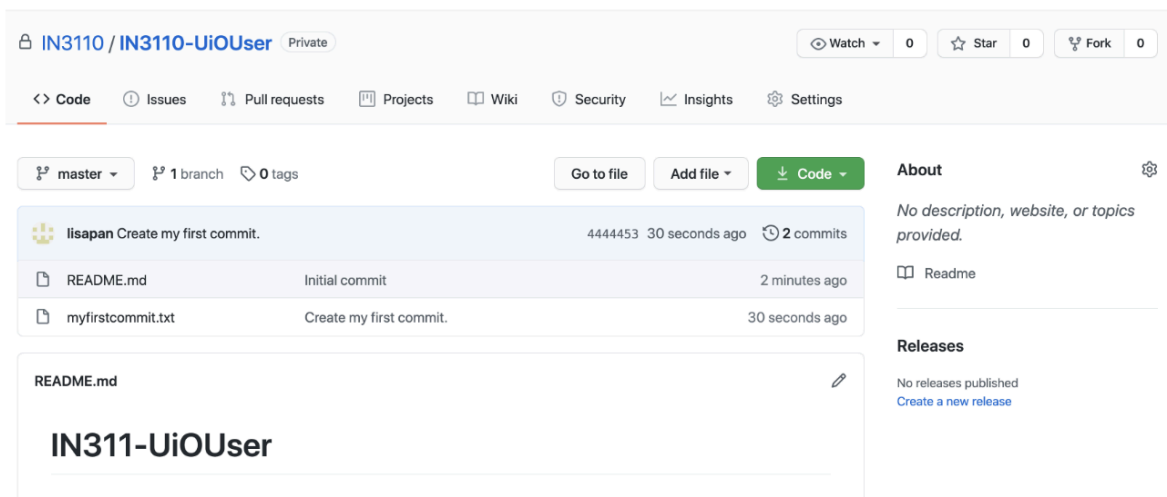 IN3110 / IN3110-UiOUser Private
Watch 0 Star 0 Fork 0
Code Issues Pull requests Projects Wiki Security Insights Settings
master 1 branch 0 tags Go to file Add file Code
lisapan Create my first commit. 4444453 30 seconds ago 2 commits
README.md Initial commit 2 minutes ago
myfirstcommit.txt Create my first commit. 30 seconds ago
README.md
IN311-UiOUser
About
No description, website, or topics
provided.
Readme
Releases
No releases published
Create a new release